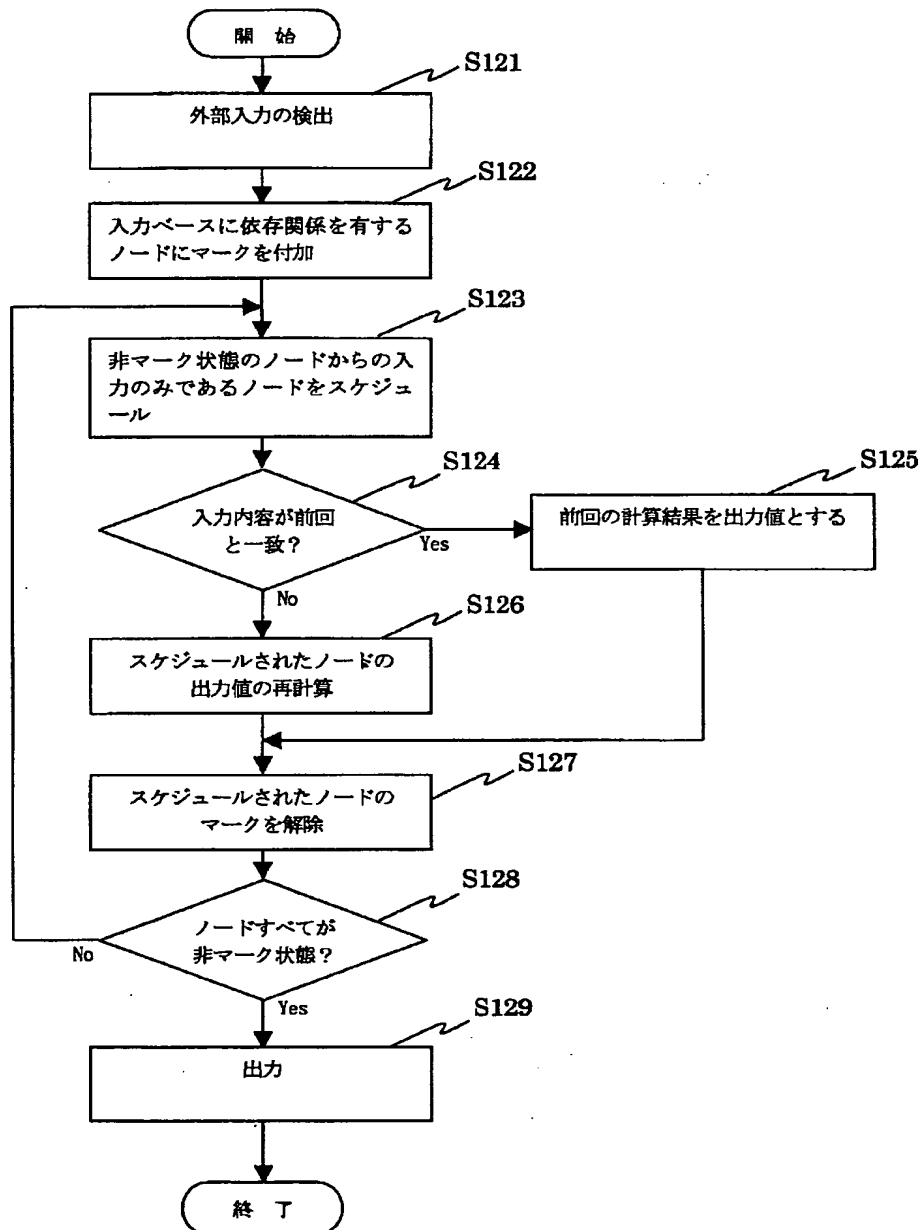 開 始
S121
外部入力の検出
S122
入力ベースに依存関係を有する
ノードにマークを付加
S123
非マーク状態のノードからの入
力のみであるノードをスケジュ
ール
S124
入力内容が前回
と一致？
Yes
No
S125
前回の計算結果を出力値とする
S126
スケジュールされたノードの
出力値の再計算
S127
スケジュールされたノードの
マークを解除
S128
ノードすべてが
非マーク状態？
No
Yes
S129
出力
終 了